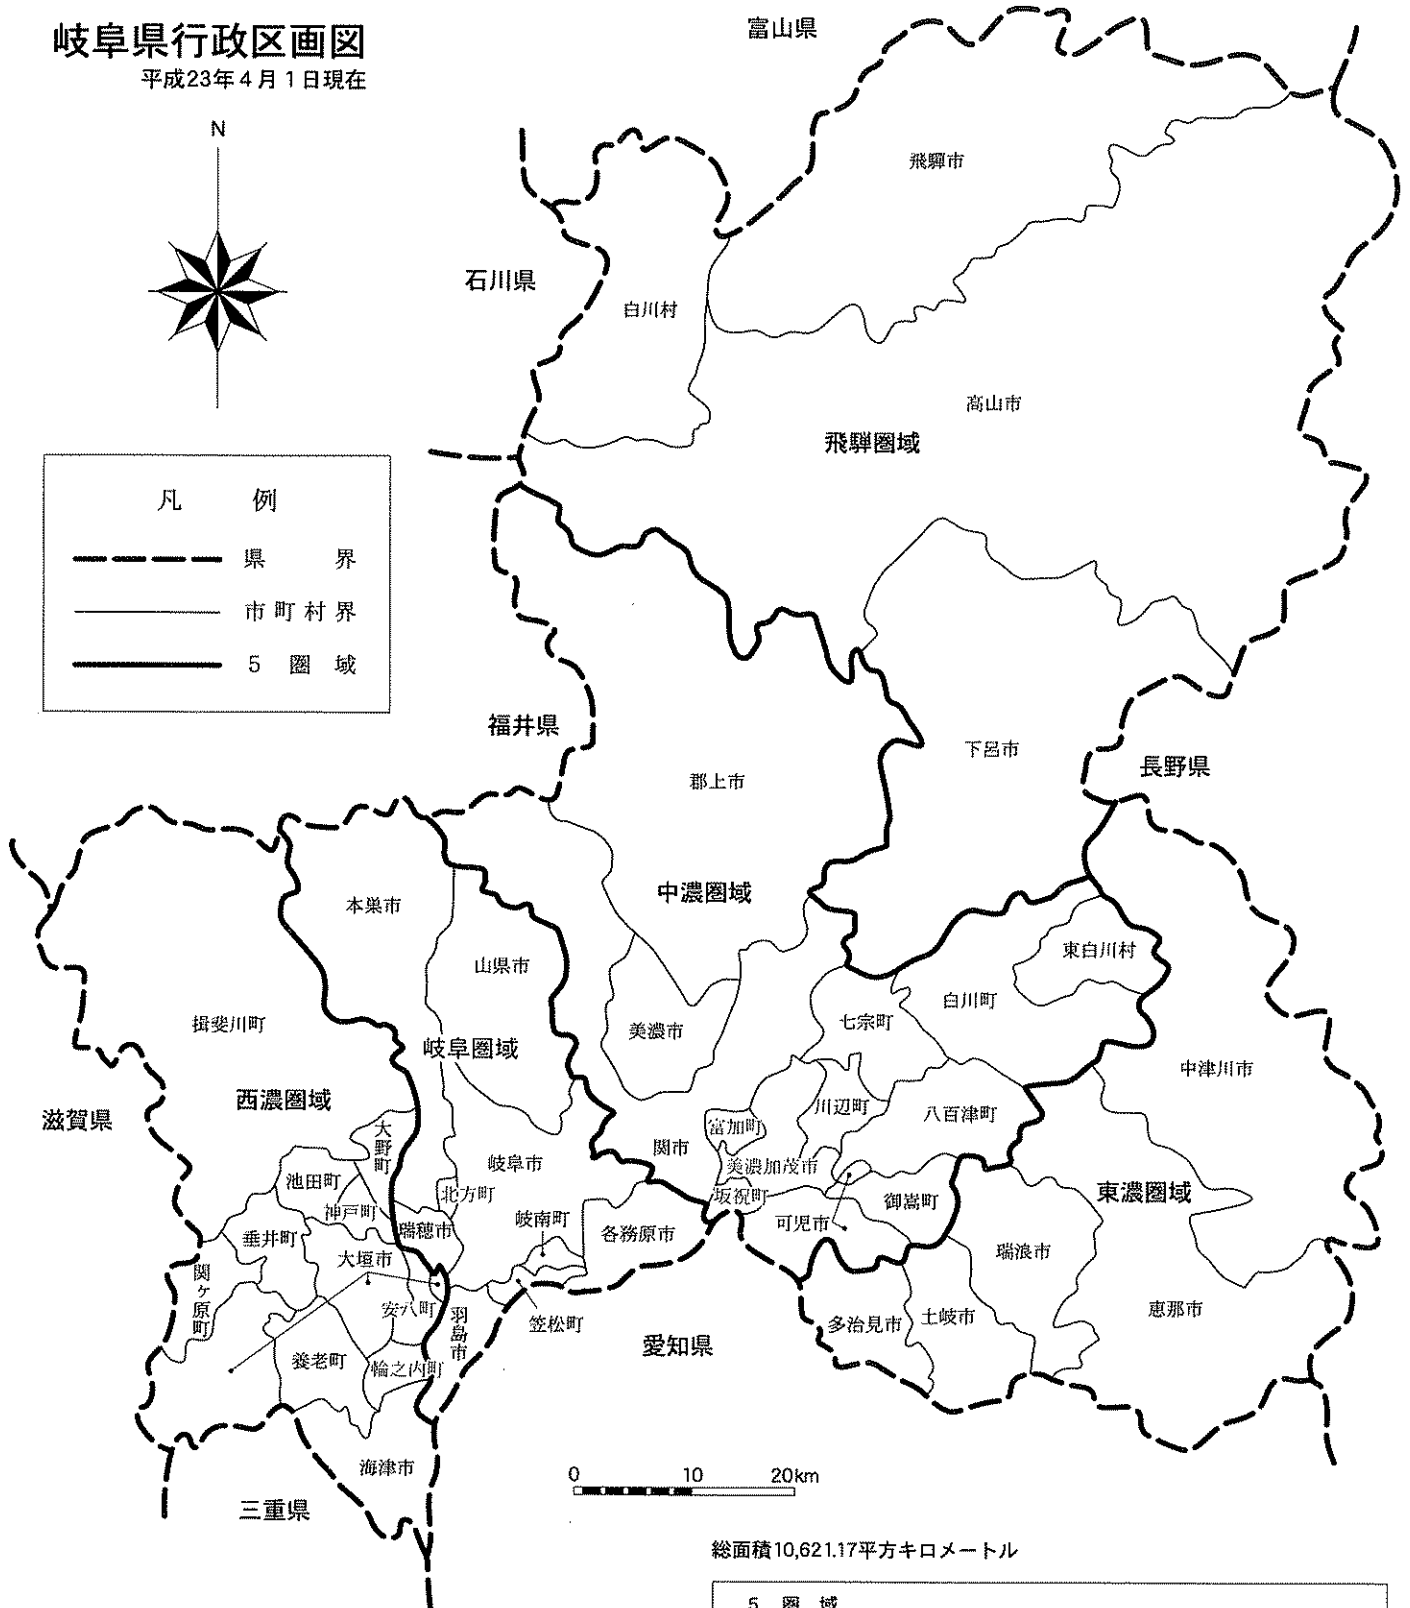 岐阜県行政区画図
平成23年4月1日現在
N
富山県
飛騨市
石川県
白川村
高山市
飛騨圏域
凡 例
県 界
市町村界
5 圏 域
福井県
郡上市
下呂市
長野県
中濃圏域
本巣市
山県市
東白川村
白川町
七宗町
美濃市
揖斐川町
岐阜圏域
中津川市
西濃圏域
滋賀県
大野町
川辺町
八百津町
富加町
関市
美濃加茂市
岐阜市
池田町
北方町
坂祝町
御嵩町
東濃圏域
神戸町
瑞穂市
岐南町
各務原市
可児市
垂井町
大垣市
瑞浪市
関ヶ原町
安八町
羽島市
笠松町
愛知県
多治見市
土岐市
恵那市
養老町
輪之内町
海津市
三重県
0 10 20km
総面積10,621.17平方キロメートル
5 圏 域